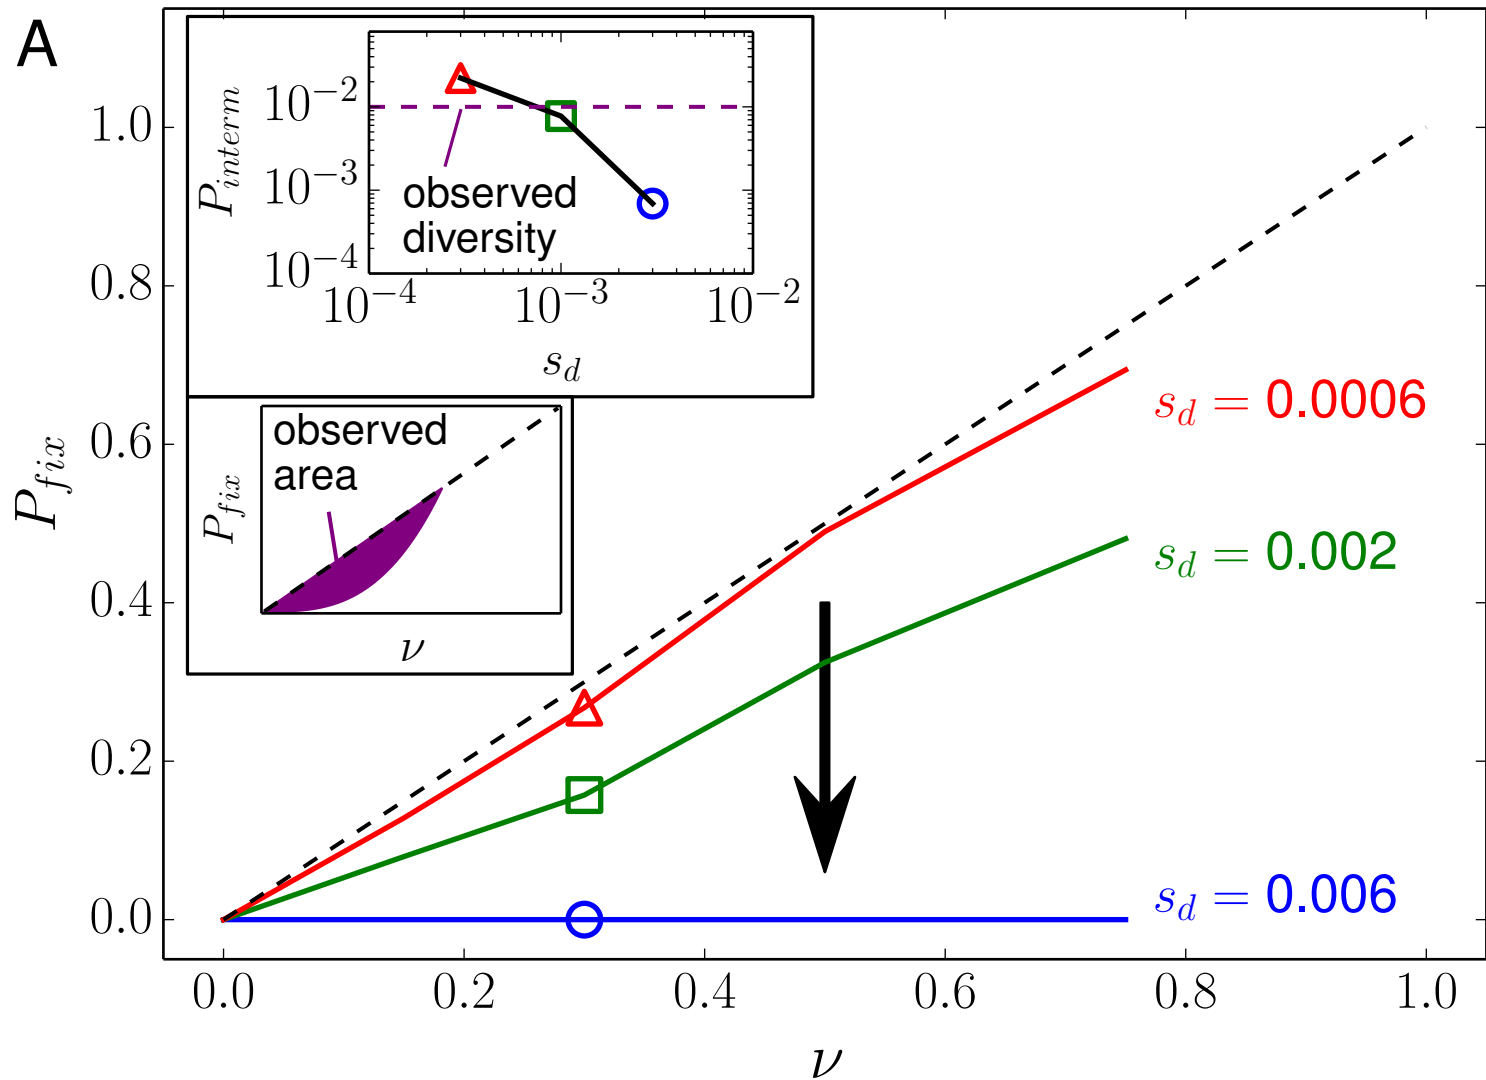 A
10⁻²
10⁻³
10⁻⁴
P_interm
observed
diversity
10⁻⁴ 10⁻³ 10⁻²
s_d
observed
area
P_fix
ν
1.0
0.8
0.6
0.4
0.2
0.0
P_fix
s_d = 0.0006
s_d = 0.002
s_d = 0.006
0.0 0.2 0.4 0.6 0.8 1.0
ν